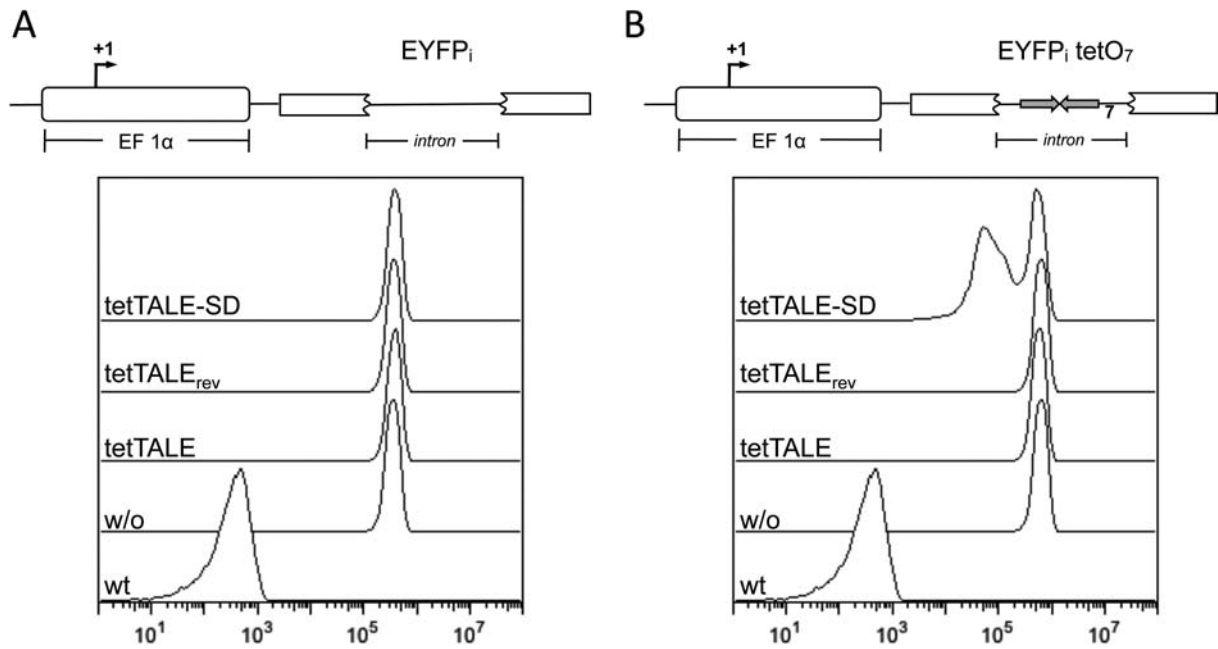 A
+1
EYFPi
EF 1α
intron
tetTALE-SD
tetTALErev
tetTALE
w/o
wt
10¹ 10³ 10⁵ 10⁷
B
+1
EYFPi tetO₇
7
EF 1α
intron
tetTALE-SD
tetTALErev
tetTALE
w/o
wt
10¹ 10³ 10⁵ 10⁷